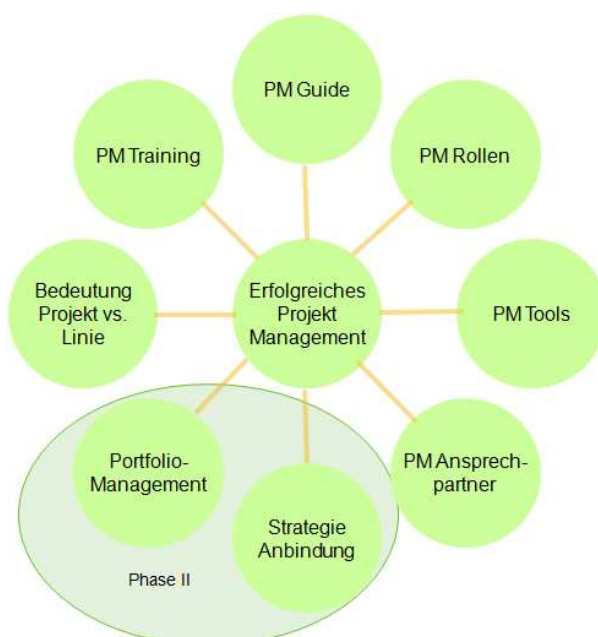 PM Guide
PM Training
PM Rollen
Bedeutung
Projekt vs.
Linie
Erfolgreiches
Projekt
Management
PM Tools
Portfolio-
Management
PM Ansprech-
partner
Strategie
Anbindung
Phase II